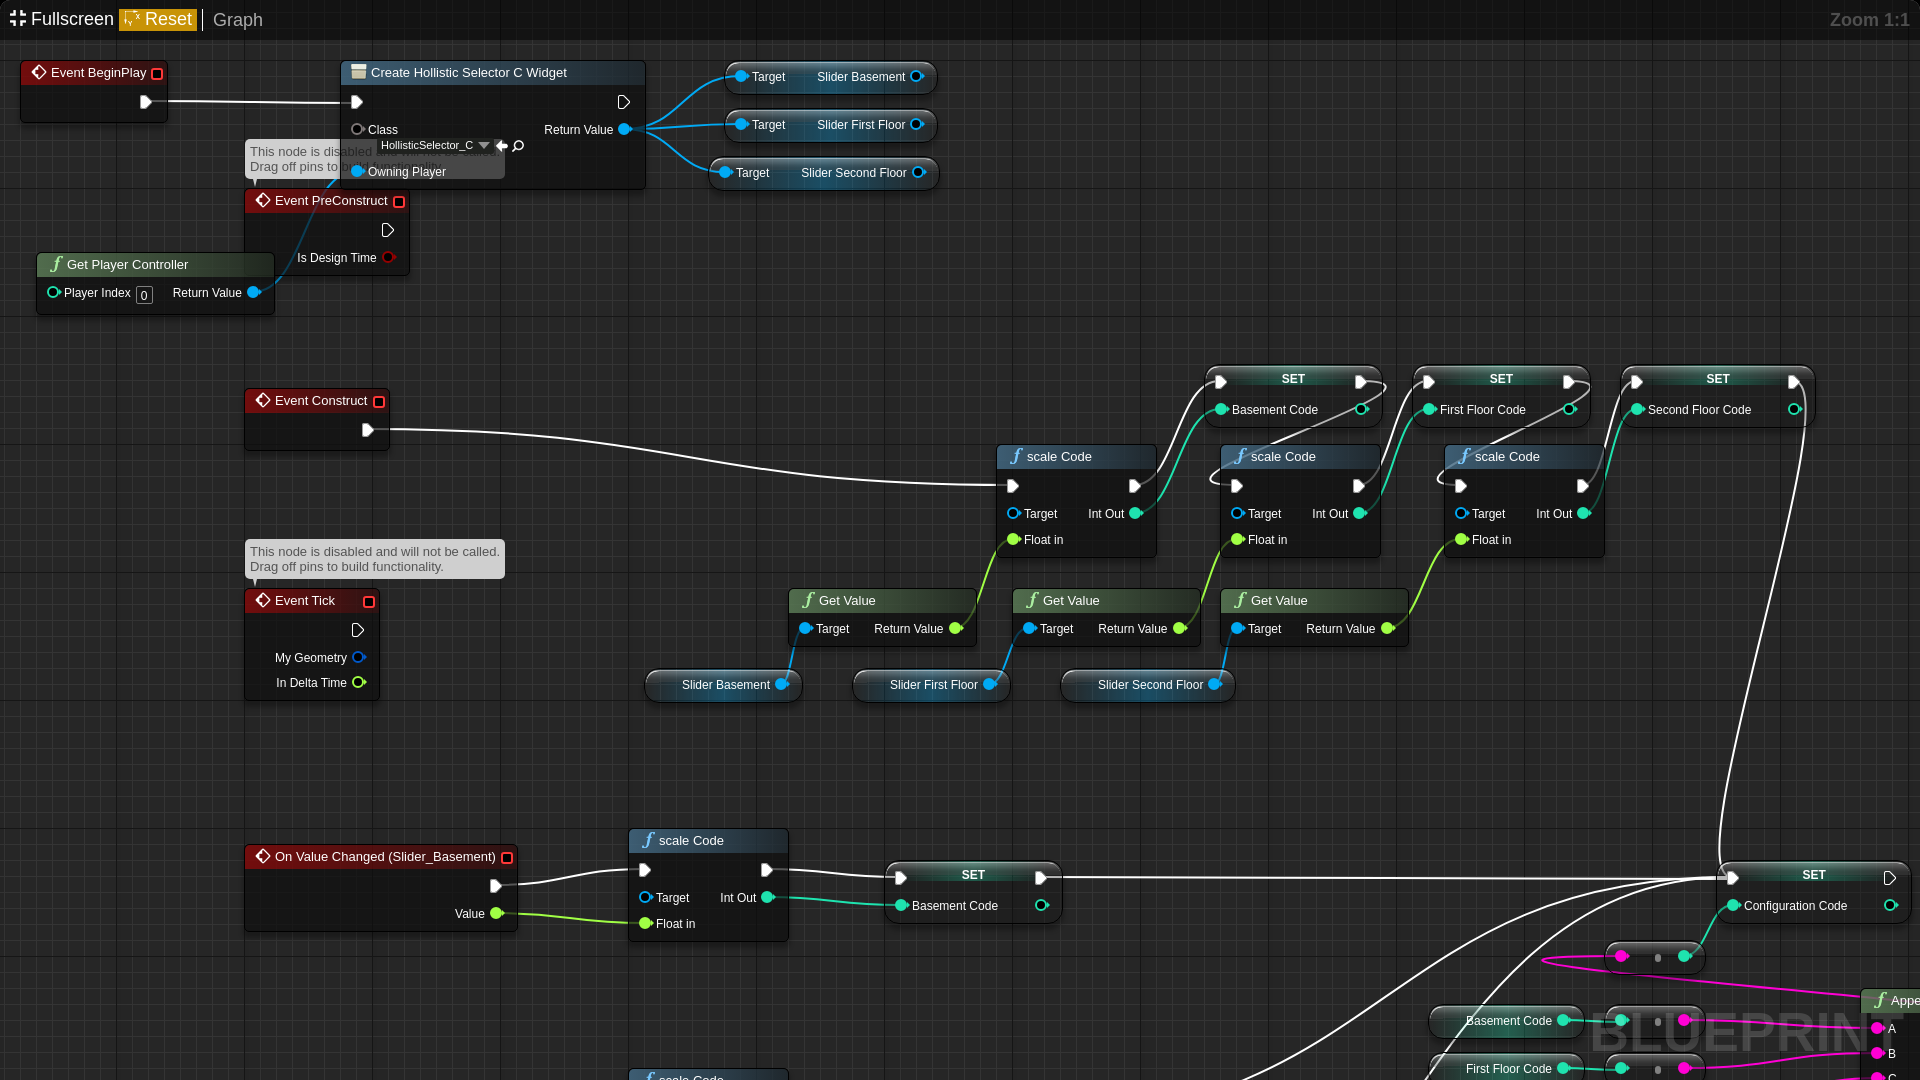 Fullscreen Reset Graph Zoom 1:1
Event BeginPlay
Create Hollistic Selector C Widget
Class
HollisticSelector_C
Owning Player
Return Value
Target Slider Basement
Target Slider First Floor
Target Slider Second Floor
This node is disabled and will not be called.
Drag off pins to build functionality.
Event PreConstruct
Is Design Time
Get Player Controller
Player Index 0 Return Value
Event Construct
SET
Basement Code
SET
First Floor Code
SET
Second Floor Code
scale Code
Target Int Out
Float in
scale Code
Target Int Out
Float in
scale Code
Target Int Out
Float in
This node is disabled and will not be called.
Drag off pins to build functionality.
Event Tick
My Geometry
In Delta Time
Get Value
Target Return Value
Get Value
Target Return Value
Get Value
Target Return Value
Slider Basement
Slider First Floor
Slider Second Floor
On Value Changed (Slider_Basement)
Value
scale Code
Target Int Out
Float in
SET
Basement Code
SET
Configuration Code
Basement Code
First Floor Code
Appe
A
B
C
BLUEPRINT
scale Code